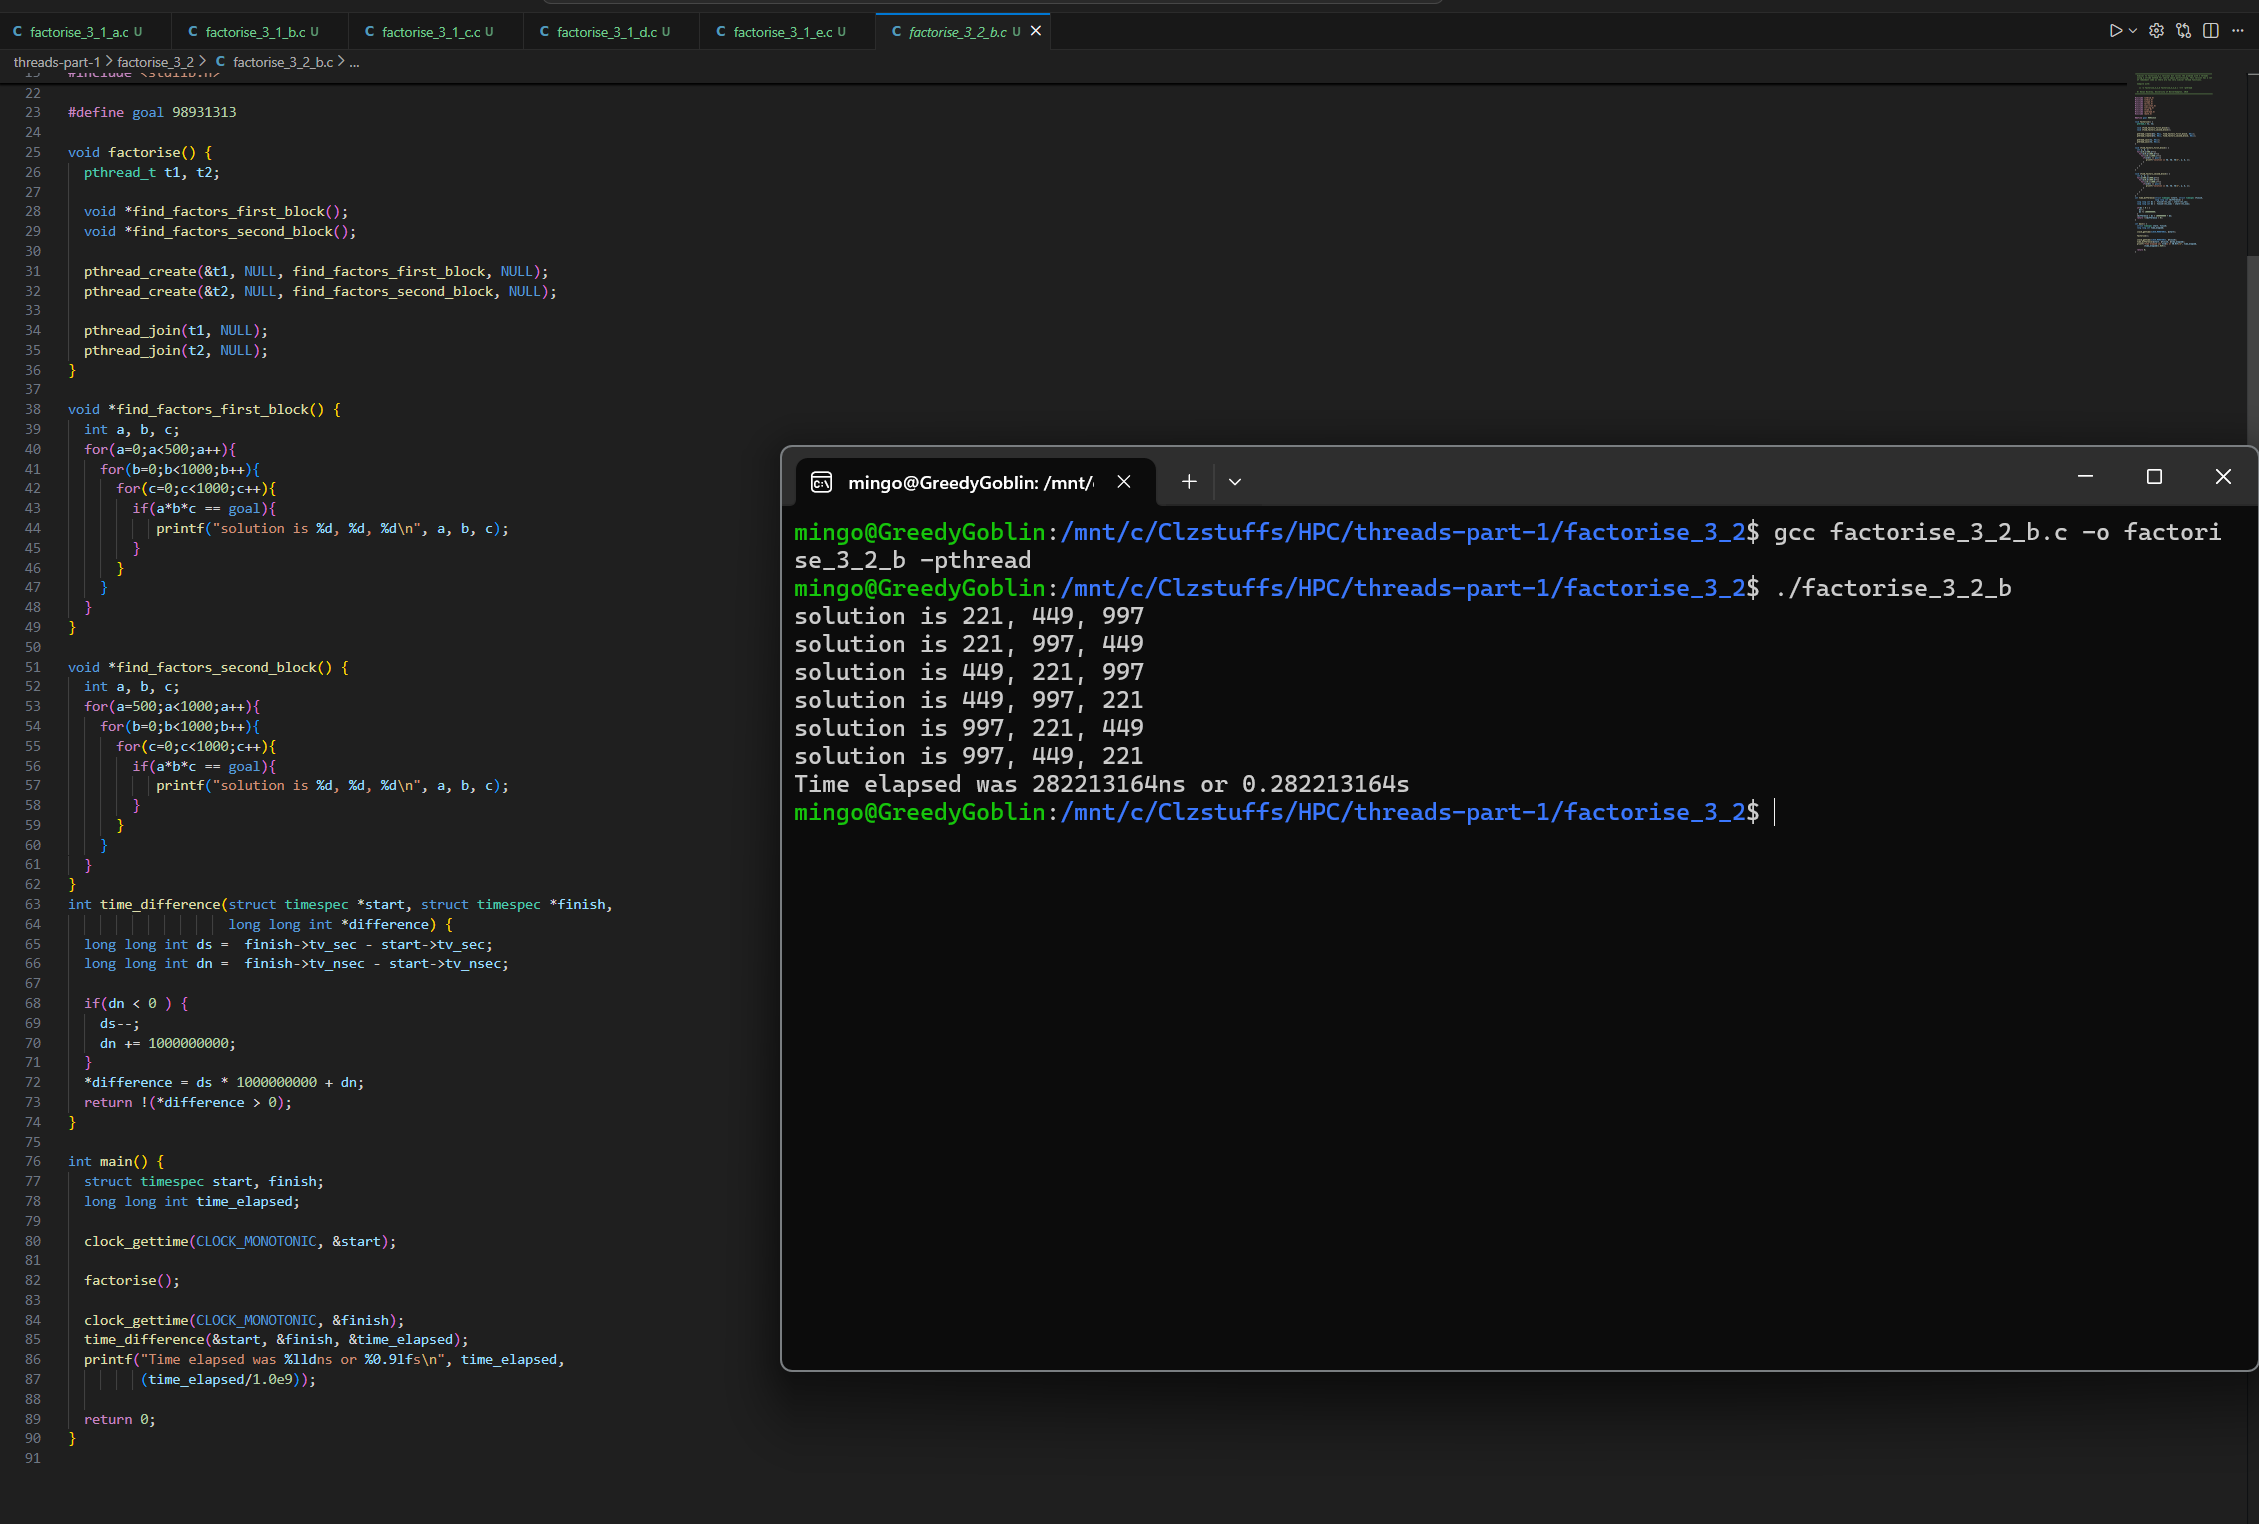 factorise_3_1_a.c U factorise_3_1_b.c U factorise_3_1_c.c U factorise_3_1_d.c U factorise_3_1_e.c U factorise_3_2_b.c U
threads-part-1 > factorise_3_2 > C factorise_3_2_b.c > ...
22
23 #define goal 98931313
24
25 void factorise() {
26 pthread_t t1, t2;
27
28 void *find_factors_first_block();
29 void *find_factors_second_block();
30
31 pthread_create(&t1, NULL, find_factors_first_block, NULL);
32 pthread_create(&t2, NULL, find_factors_second_block, NULL);
33
34 pthread_join(t1, NULL);
35 pthread_join(t2, NULL);
36 }
37
38 void *find_factors_first_block() {
39 int a, b, c;
40 for(a=0;a<500;a++){
41 for(b=0;b<1000;b++){
42 for(c=0;c<1000;c++){
43 if(a*b*c == goal){
44 printf("solution is %d, %d, %d\n", a, b, c);
45 }
46 }
47 }
48 }
49 }
50
51 void *find_factors_second_block() {
52 int a, b, c;
53 for(a=500;a<1000;a++){
54 for(b=0;b<1000;b++){
55 for(c=0;c<1000;c++){
56 if(a*b*c == goal){
57 printf("solution is %d, %d, %d\n", a, b, c);
58 }
59 }
60 }
61 }
62 }
63 int time_difference(struct timespec *start, struct timespec *finish,
64 long long int *difference) {
65 long long int ds =  finish->tv_sec - start->tv_sec;
66 long long int dn =  finish->tv_nsec - start->tv_nsec;
67
68 if(dn < 0 ) {
69 ds--;
70 dn += 1000000000;
71 }
72 *difference = ds * 1000000000 + dn;
73 return !(*difference > 0);
74 }
75
76 int main() {
77 struct timespec start, finish;
78 long long int time_elapsed;
79
80 clock_gettime(CLOCK_MONOTONIC, &start);
81
82 factorise();
83
84 clock_gettime(CLOCK_MONOTONIC, &finish);
85 time_difference(&start, &finish, &time_elapsed);
86 printf("Time elapsed was %lldns or %0.9lfs\n", time_elapsed,
87 (time_elapsed/1.0e9));
88
89 return 0;
90 }
91
mingo@GreedyGoblin: /mnt/
mingo@GreedyGoblin:/mnt/c/Clzstuffs/HPC/threads-part-1/factorise_3_2$ gcc factorise_3_2_b.c -o factori
se_3_2_b -pthread
mingo@GreedyGoblin:/mnt/c/Clzstuffs/HPC/threads-part-1/factorise_3_2$ ./factorise_3_2_b
solution is 221, 449, 997
solution is 221, 997, 449
solution is 449, 221, 997
solution is 449, 997, 221
solution is 997, 221, 449
solution is 997, 449, 221
Time elapsed was 282213164ns or 0.282213164s
mingo@GreedyGoblin:/mnt/c/Clzstuffs/HPC/threads-part-1/factorise_3_2$